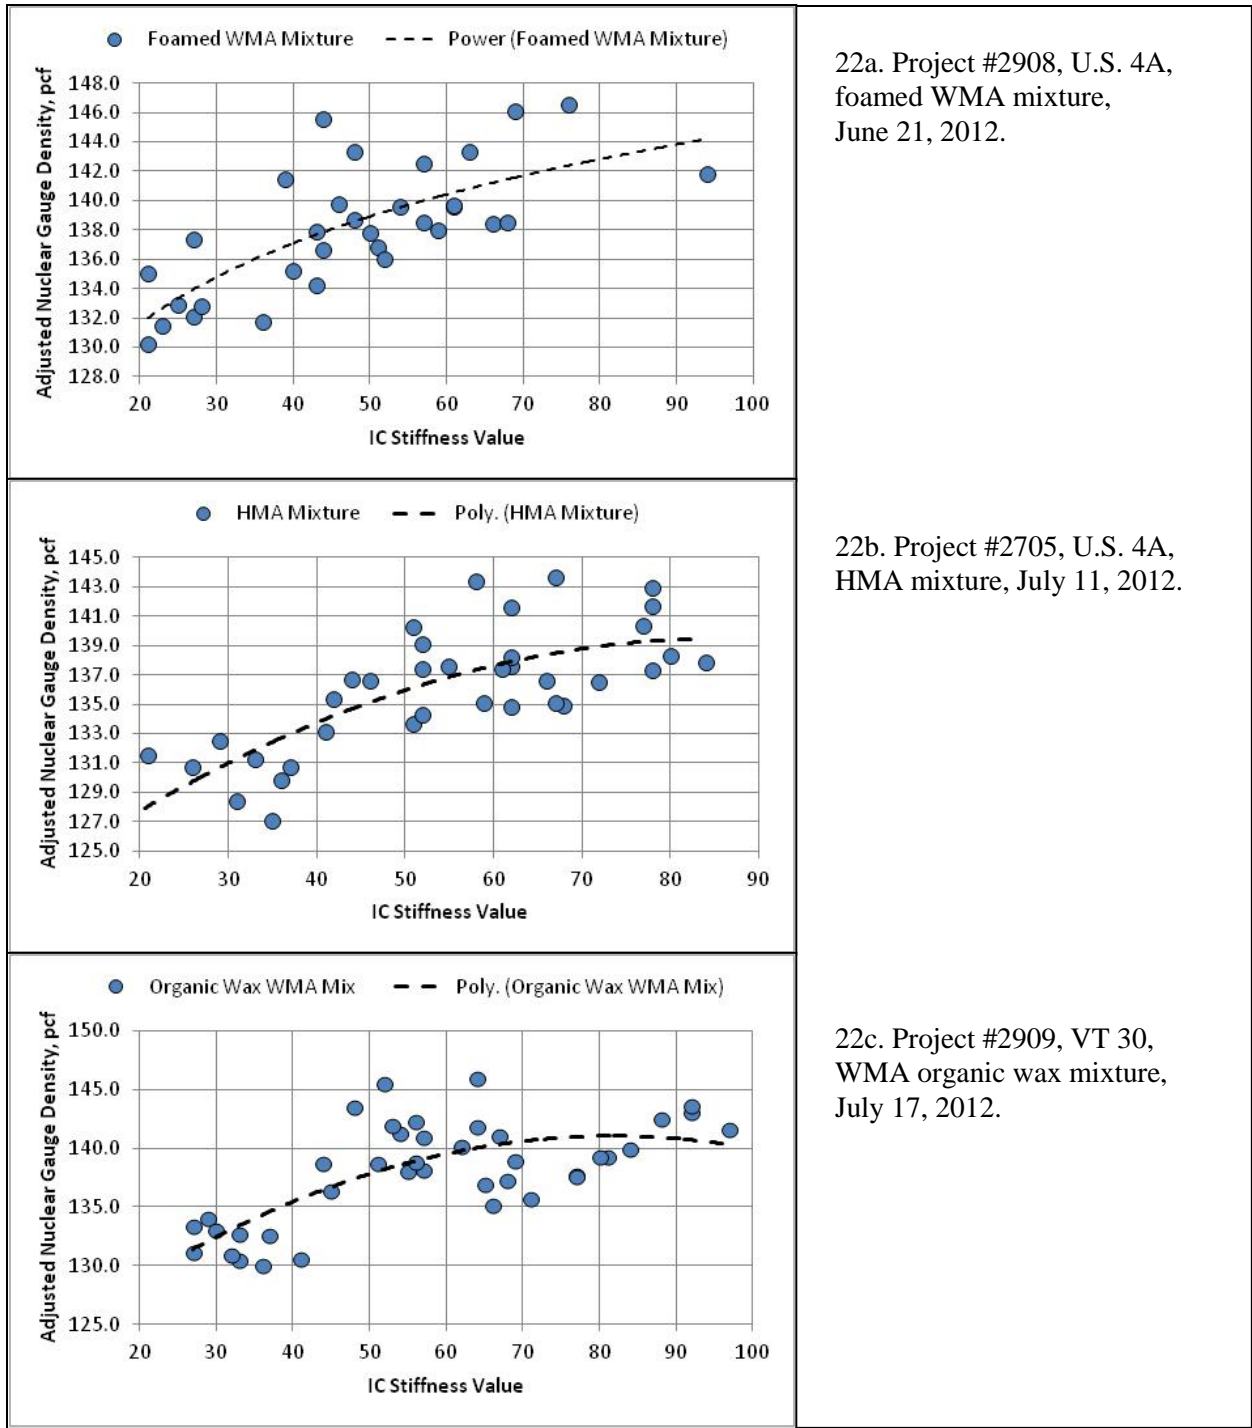 Foamed WMA Mixture Power (Foamed WMA Mixture)
Adjusted Nuclear Gauge Density, pcf
148.0
146.0
144.0
142.0
140.0
138.0
136.0
134.0
132.0
130.0
128.0
20 30 40 50 60 70 80 90 100
IC Stiffness Value
22a. Project #2908, U.S. 4A,
foamed WMA mixture,
June 21, 2012.
HMA Mixture Poly. (HMA Mixture)
Adjusted Nuclear Gauge Density, pcf
145.0
143.0
141.0
139.0
137.0
135.0
133.0
131.0
129.0
127.0
125.0
20 30 40 50 60 70 80 90
IC Stiffness Value
22b. Project #2705, U.S. 4A,
HMA mixture, July 11, 2012.
Organic Wax WMA Mix Poly. (Organic Wax WMA Mix)
Adjusted Nuclear Gauge Density, pcf
150.0
145.0
140.0
135.0
130.0
125.0
20 30 40 50 60 70 80 90 100
IC Stiffness Value
22c. Project #2909, VT 30,
WMA organic wax mixture,
July 17, 2012.